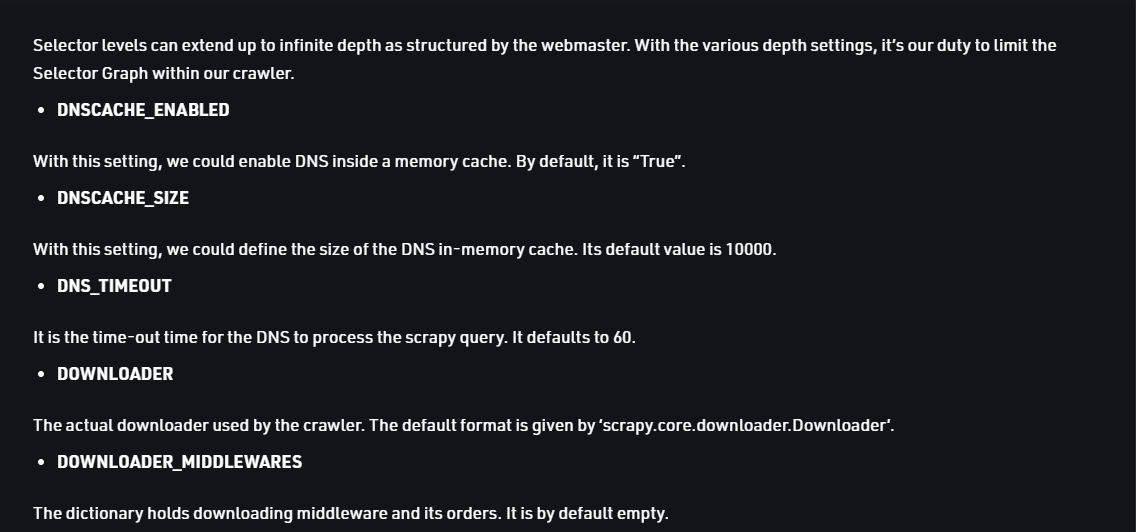 Selector levels can extend up to infinite depth as structured by the webmaster. With the various depth settings, it's our duty to limit the
Selector Graph within our crawler.
• DNSCACHE_ENABLED
With this setting, we could enable DNS inside a memory cache. By default, it is “True”.
• DNSCACHE_SIZE
With this setting, we could define the size of the DNS in-memory cache. Its default value is 10000.
• DNS_TIMEOUT
It is the time-out time for the DNS to process the scrapy query. It defaults to 60.
• DOWNLOADER
The actual downloader used by the crawler. The default format is given by ‘scrapy.core.downloader.Downloader’.
• DOWNLOADER_MIDDLEWARES
The dictionary holds downloading middleware and its orders. It is by default empty.